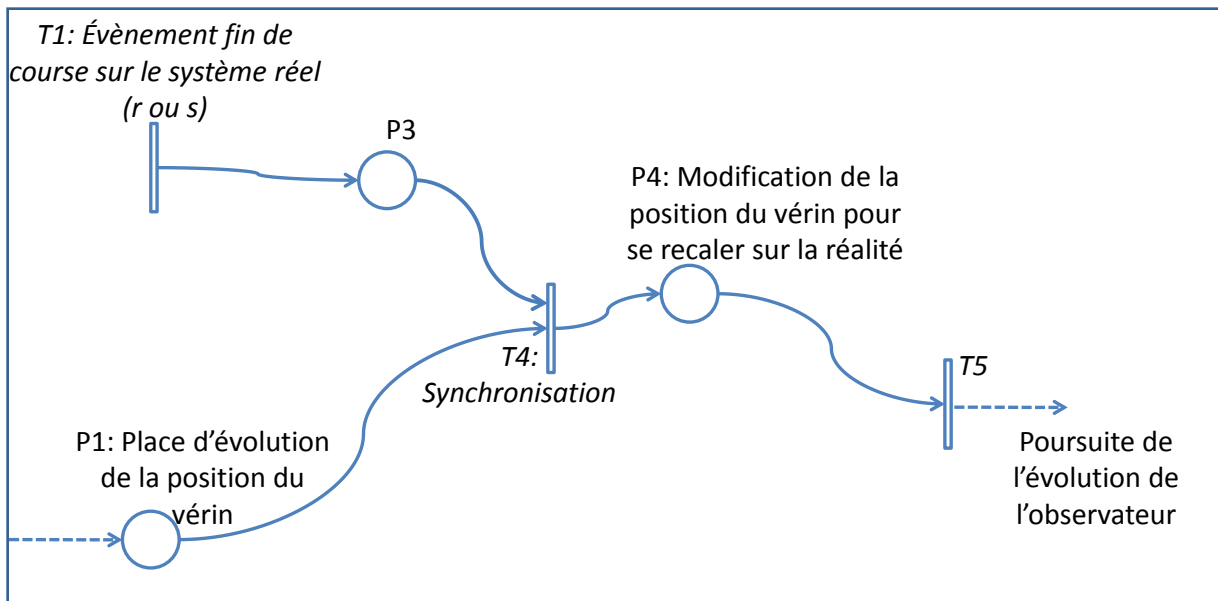 T1: Évènement fin de
course sur le système réel
(r ou s)
P3
P4: Modification de la
position du vérin pour
se recaler sur la réalité
T4:
Synchronisation
T5
P1: Place d’évolution
de la position du
vérin
Poursuite de
l’évolution de
l’observateur